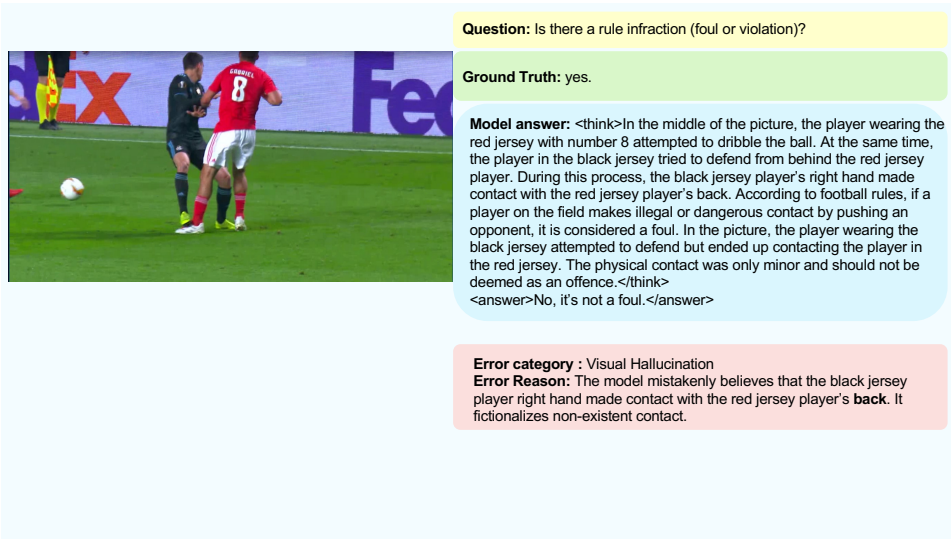 Question: Is there a rule infraction (foul or violation)?
Ground Truth: yes.
Model answer: <think>In the middle of the picture, the player wearing the
red jersey with number 8 attempted to dribble the ball. At the same time,
the player in the black jersey tried to defend from behind the red jersey
player. During this process, the black jersey player's right hand made
contact with the red jersey player's back. According to football rules, if a
player on the field makes illegal or dangerous contact by pushing an
opponent, it is considered a foul. In the picture, the player wearing the
black jersey attempted to defend but ended up contacting the player in
the red jersey. The physical contact was only minor and should not be
deemed as an offence.</think>
<answer>No, it's not a foul.</answer>
Error category : Visual Hallucination
Error Reason: The model mistakenly believes that the black jersey
player right hand made contact with the red jersey player's back. It
fictionalizes non-existent contact.
Ex
Fed
GABRIEL
8